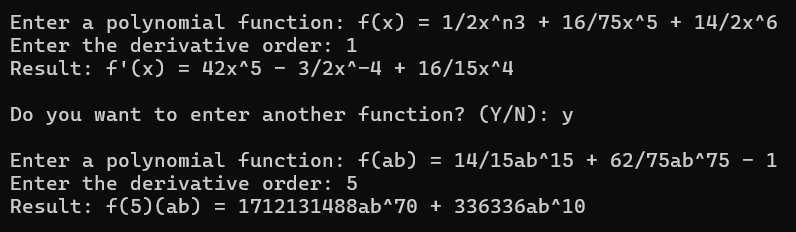 Enter a polynomial function: f(x) = 1/2x^n3 + 16/75x^5 + 14/2x^6
Enter the derivative order: 1
Result: f'(x) = 42x^5 - 3/2x^-4 + 16/15x^4
Do you want to enter another function? (Y/N): y
Enter a polynomial function: f(ab) = 14/15ab^15 + 62/75ab^75 - 1
Enter the derivative order: 5
Result: f(5)(ab) = 1712131488ab^70 + 336336ab^10